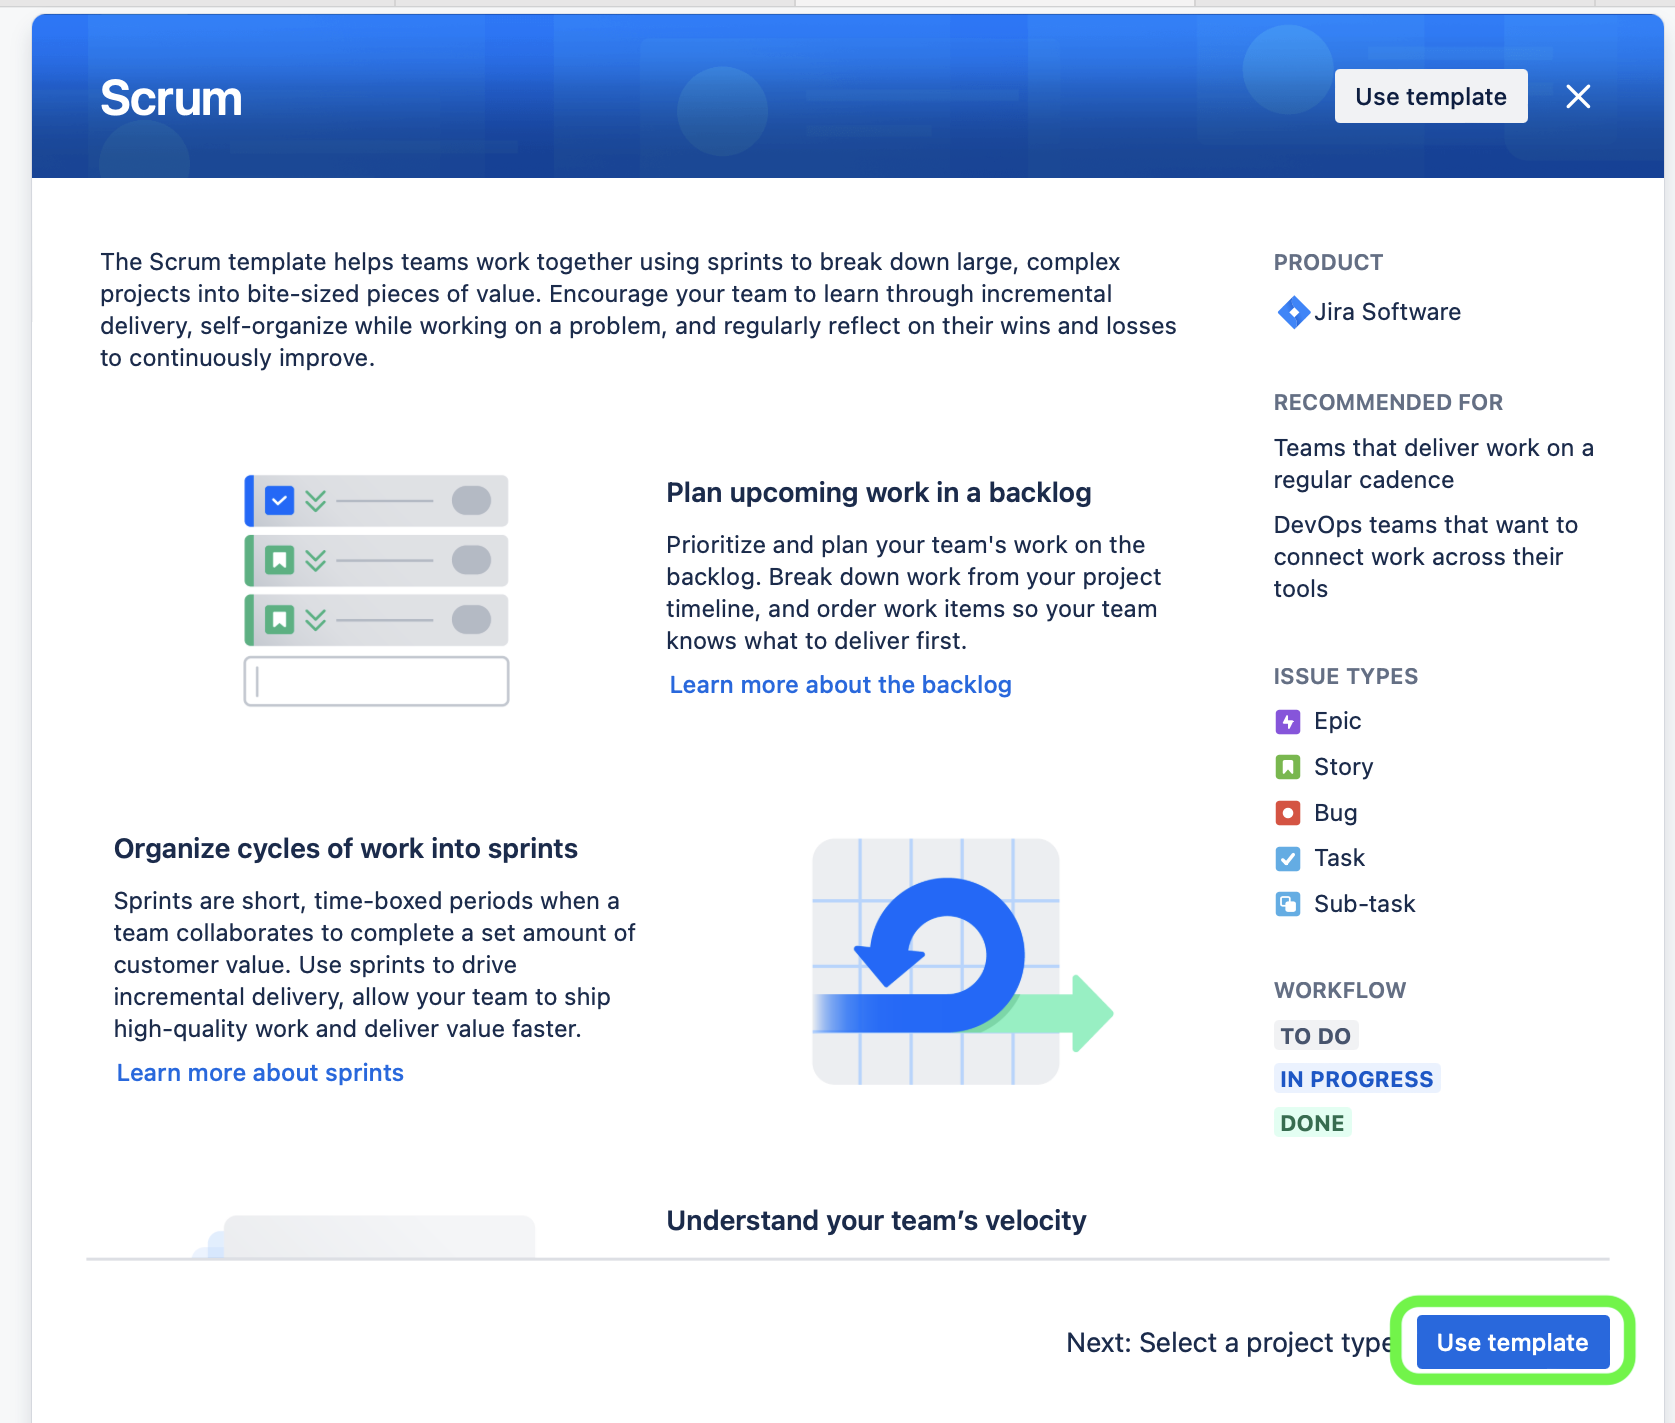 Scrum
Use template
The Scrum template helps teams work together using sprints to break down large, complex
projects into bite-sized pieces of value. Encourage your team to learn through incremental
delivery, self-organize while working on a problem, and regularly reflect on their wins and losses
to continuously improve.
Plan upcoming work in a backlog
Prioritize and plan your team's work on the
backlog. Break down work from your project
timeline, and order work items so your team
knows what to deliver first.
Learn more about the backlog
Organize cycles of work into sprints
Sprints are short, time-boxed periods when a
team collaborates to complete a set amount of
customer value. Use sprints to drive
incremental delivery, allow your team to ship
high-quality work and deliver value faster.
Learn more about sprints
Understand your team’s velocity
PRODUCT
Jira Software
RECOMMENDED FOR
Teams that deliver work on a
regular cadence
DevOps teams that want to
connect work across their
tools
ISSUE TYPES
Epic
Story
Bug
Task
Sub-task
WORKFLOW
TO DO
IN PROGRESS
DONE
Next: Select a project type
Use template